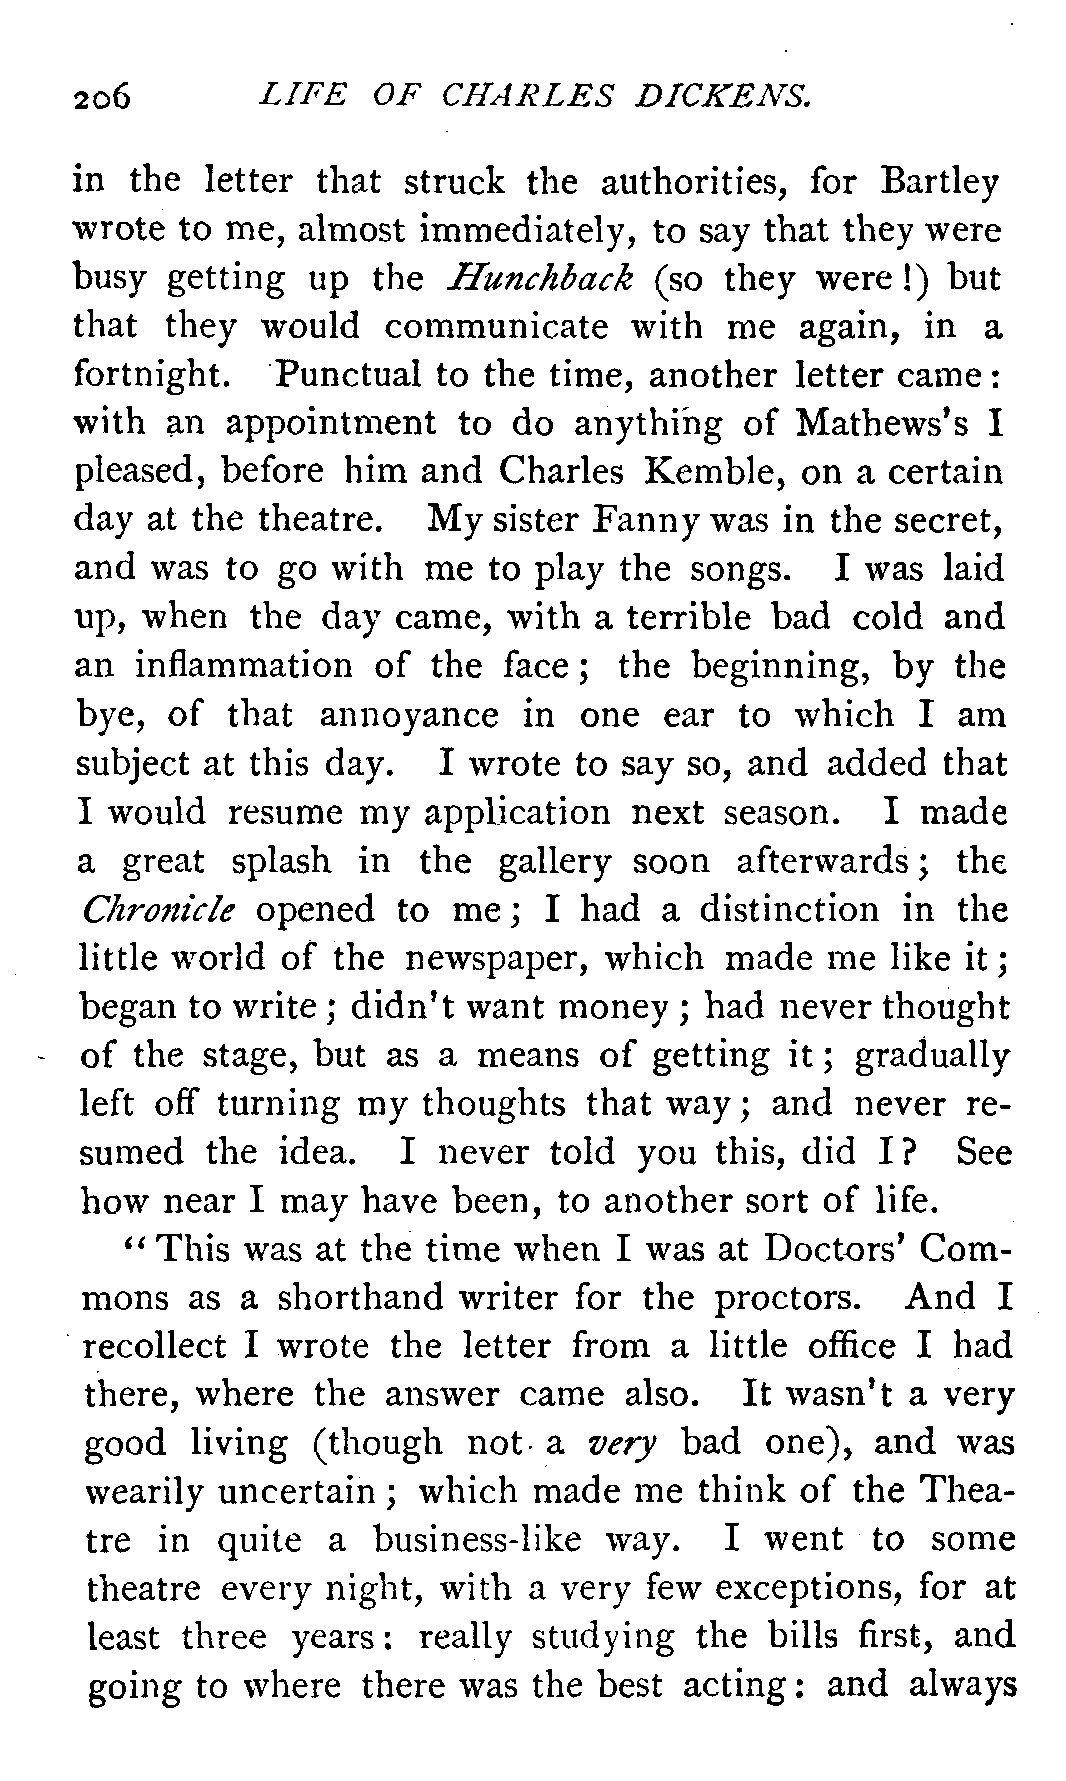 206 LIFE OF CHARLES DICKENS.
in the letter that struck the authorities, for Bartley
wrote to me, almost immediately, to say that they were
busy getting up the Hunchback (so they were!) but
that they would communicate with me again, in a
fortnight. Punctual to the time, another letter came:
with an appointment to do anything of Mathews's I
pleased, before him and Charles Kemble, on a certain
day at the theatre. My sister Fanny was in the secret,
and was to go with me to play the songs. I was laid
up, when the day came, with a terrible bad cold and
an inflammation of the face; the beginning, by the
bye, of that annoyance in one ear to which I am
subject at this day. I wrote to say so, and added that
I would resume my application next season. I made
a great splash in the gallery soon afterwards; the
Chronicle opened to me; I had a distinction in the
little world of the newspaper, which made me like it;
began to write; didn't want money; had never thought
of the stage, but as a means of getting it; gradually
left off turning my thoughts that way; and never re-
sumed the idea. I never told you this, did I? See
how near I may have been, to another sort of life.
"This was at the time when I was at Doctors' Com-
mons as a shorthand writer for the proctors. And I
recollect I wrote the letter from a little office I had
there, where the answer came also. It wasn't a very
good living (though not a very bad one), and was
wearily uncertain; which made me think of the Thea-
tre in quite a business-like way. I went to some
theatre every night, with a very few exceptions, for at
least three years: really studying the bills first, and
going to where there was the best acting: and always